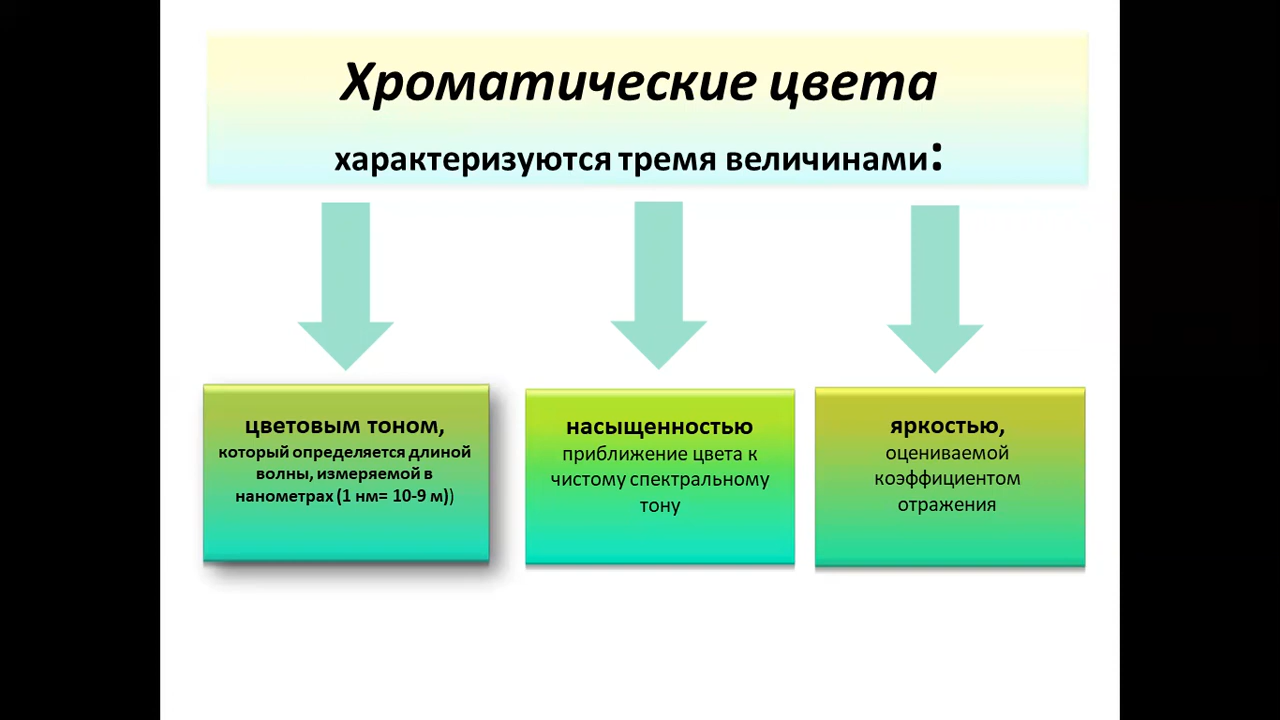 Хроматические цвета
характеризуются тремя величинами:
цветовым тоном,
который определяется длиной
волны, измеряемой в
нанометрах (1 нм= 10-9 м))
насыщенностью
приближение цвета к
чистому спектральному
тону
яркостью,
оцениваемой
коэффициентом
отражения